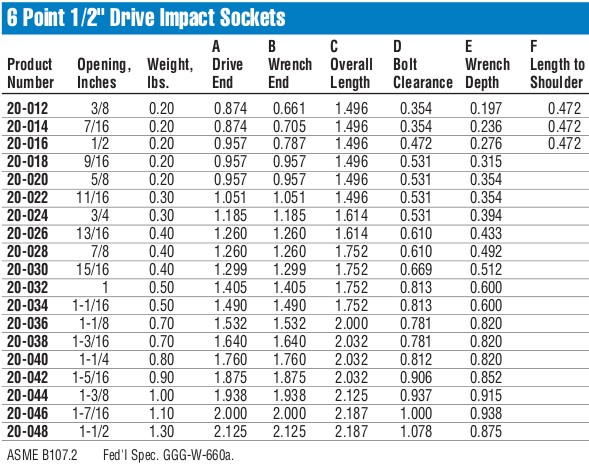 6 Point 1/2" Drive Impact Sockets
A B C D E F
Product Opening, Weight, Drive Wrench Overall Bolt Wrench Length to
Number Inches lbs. End End Length Clearance Depth Shoulder
20-012 3/8 0.20 0.874 0.661 1.496 0.354 0.197 0.472
20-014 7/16 0.20 0.874 0.705 1.496 0.354 0.236 0.472
20-016 1/2 0.20 0.957 0.787 1.496 0.472 0.276 0.472
20-018 9/16 0.20 0.957 0.957 1.496 0.531 0.315
20-020 5/8 0.20 0.957 0.957 1.496 0.531 0.354
20-022 11/16 0.30 1.051 1.051 1.496 0.531 0.354
20-024 3/4 0.30 1.185 1.185 1.614 0.531 0.394
20-026 13/16 0.40 1.260 1.260 1.614 0.610 0.433
20-028 7/8 0.40 1.260 1.260 1.752 0.610 0.492
20-030 15/16 0.40 1.299 1.299 1.752 0.669 0.512
20-032 1 0.50 1.405 1.405 1.752 0.813 0.600
20-034 1-1/16 0.50 1.490 1.490 1.752 0.813 0.600
20-036 1-1/8 0.70 1.532 1.532 2.000 0.781 0.820
20-038 1-3/16 0.70 1.640 1.640 2.032 0.781 0.820
20-040 1-1/4 0.80 1.760 1.760 2.032 0.812 0.820
20-042 1-5/16 0.90 1.875 1.875 2.032 0.906 0.852
20-044 1-3/8 1.00 1.938 1.938 2.125 0.937 0.915
20-046 1-7/16 1.10 2.000 2.000 2.187 1.000 0.938
20-048 1-1/2 1.30 2.125 2.125 2.187 1.078 0.875
ASME B107.2 Fed'l Spec. GGG-W-660a.